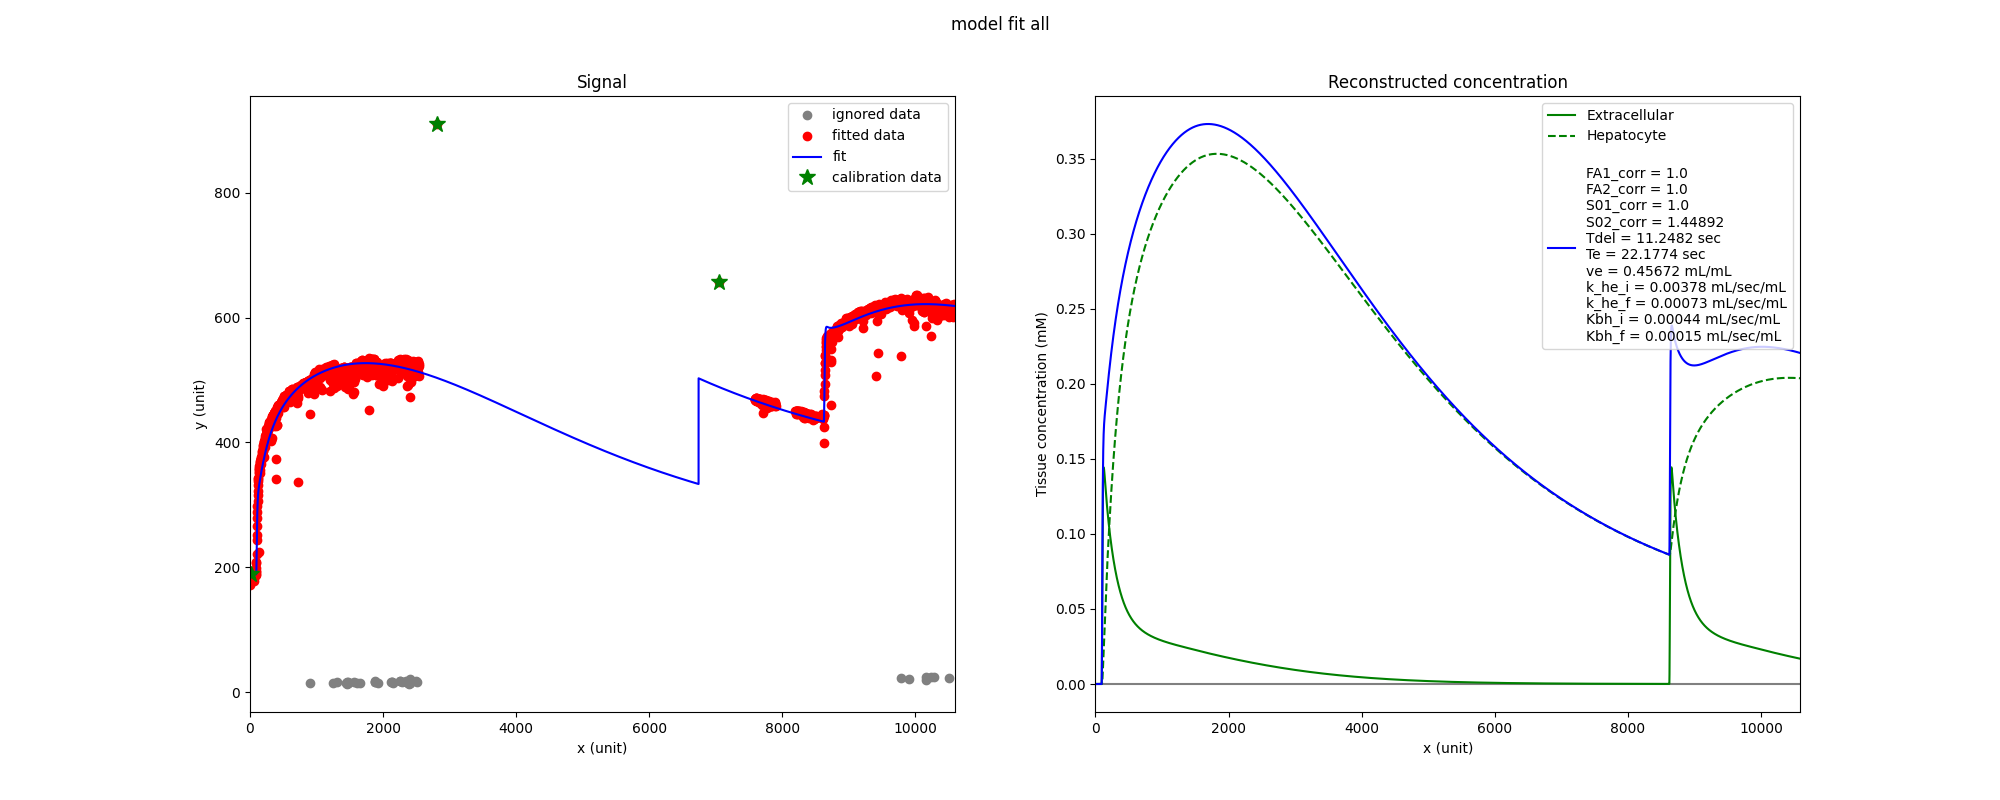 model fit all
Signal
y (unit)
800
600
400
200
0
0 2000 4000 6000 8000 10000
x (unit)
ignored data
fitted data
fit
calibration data
Reconstructed concentration
Tissue concentration (mM)
0.35
0.30
0.25
0.20
0.15
0.10
0.05
0.00
0 2000 4000 6000 8000 10000
x (unit)
Extracellular
Hepatocyte
FA1_corr = 1.0
FA2_corr = 1.0
S01_corr = 1.0
S02_corr = 1.44892
Tdel = 11.2482 sec
Te = 22.1774 sec
ve = 0.45672 mL/mL
k_he_i = 0.00378 mL/sec/mL
k_he_f = 0.00073 mL/sec/mL
Kbh_i = 0.00044 mL/sec/mL
Kbh_f = 0.00015 mL/sec/mL